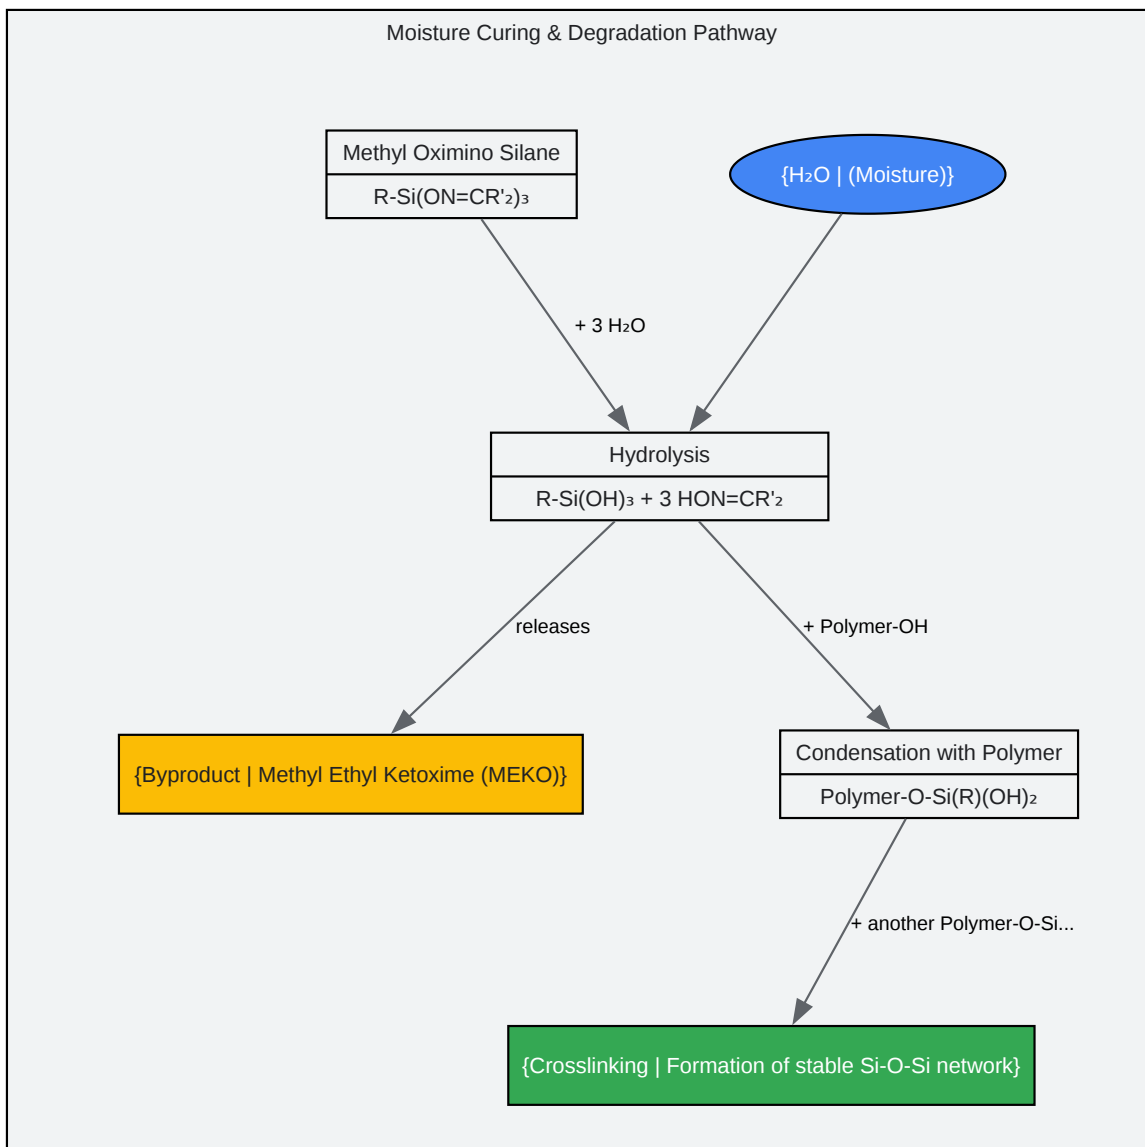 Moisture Curing & Degradation Pathway
Methyl Oximino Silane
R-Si(ON=CR'₂)₃
{H₂O | (Moisture)}
+ 3 H₂O
Hydrolysis
R-Si(OH)₃ + 3 HON=CR'₂
releases
+ Polymer-OH
{Byproduct | Methyl Ethyl Ketoxime (MEKO)}
Condensation with Polymer
Polymer-O-Si(R)(OH)₂
+ another Polymer-O-Si...
{Crosslinking | Formation of stable Si-O-Si network}